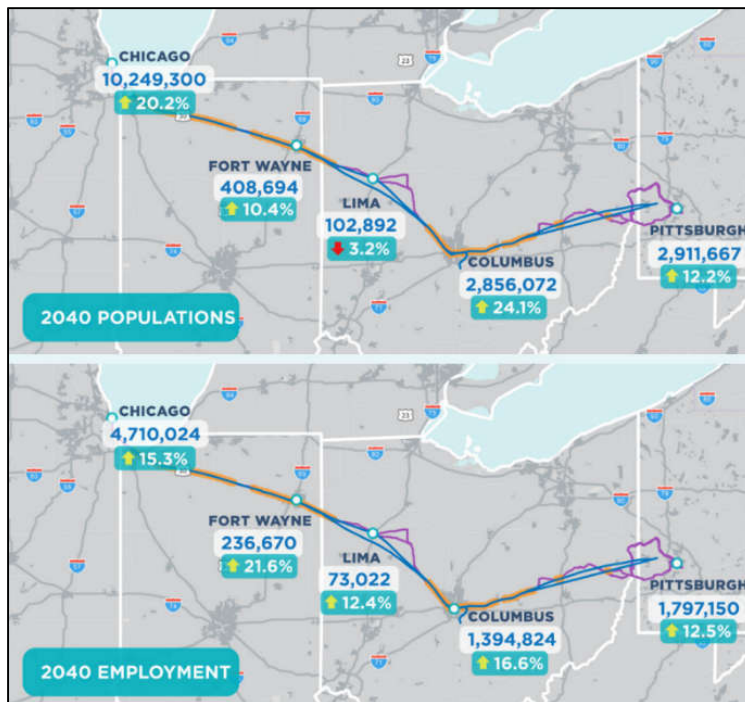 CHICAGO
10,249,300
20.2%
FORT WAYNE
408,694
10.4%
LIMA
102,892
3.2%
COLUMBUS
2,856,072
24.1%
PITTSBURGH
2,911,667
12.2%
2040 POPULATIONS
CHICAGO
4,710,024
15.3%
FORT WAYNE
236,670
21.6%
LIMA
73,022
12.4%
COLUMBUS
1,394,824
16.6%
PITTSBURGH
1,797,150
12.5%
2040 EMPLOYMENT